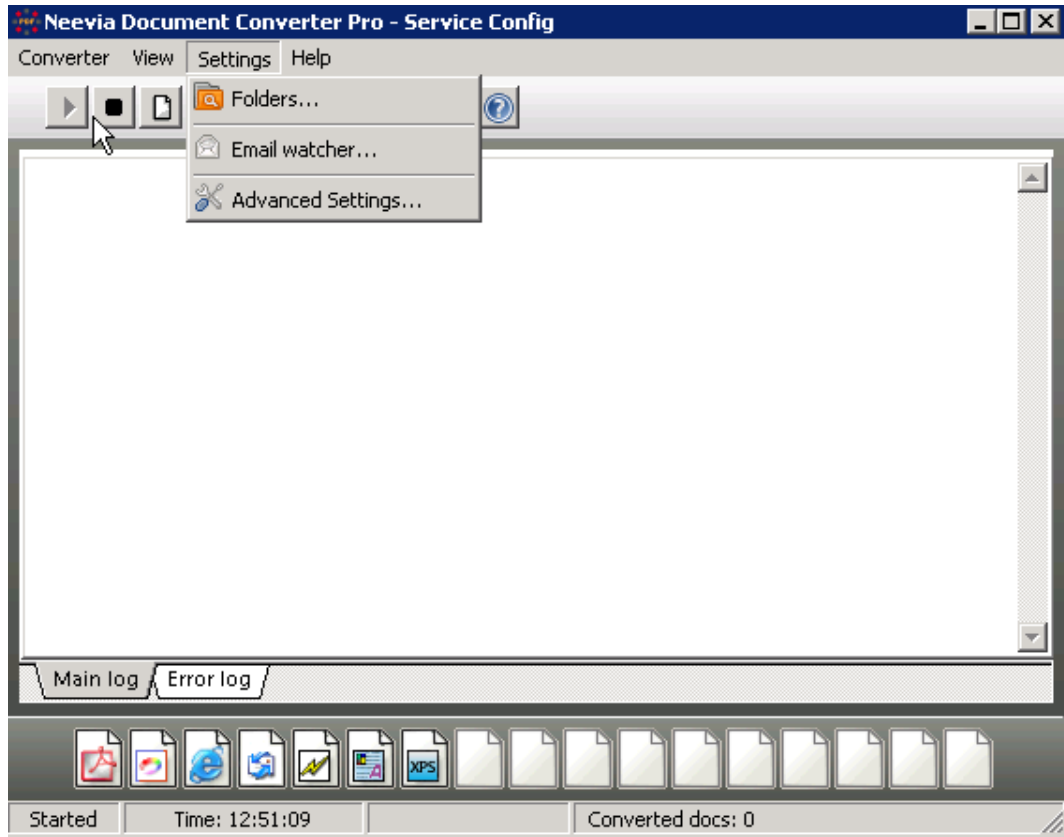 Neevia Document Converter Pro - Service Config
Converter View Settings Help
Folders...
Email watcher...
Advanced Settings...
Main log Error log
XPS
Started Time: 12:51:09 Converted docs: 0